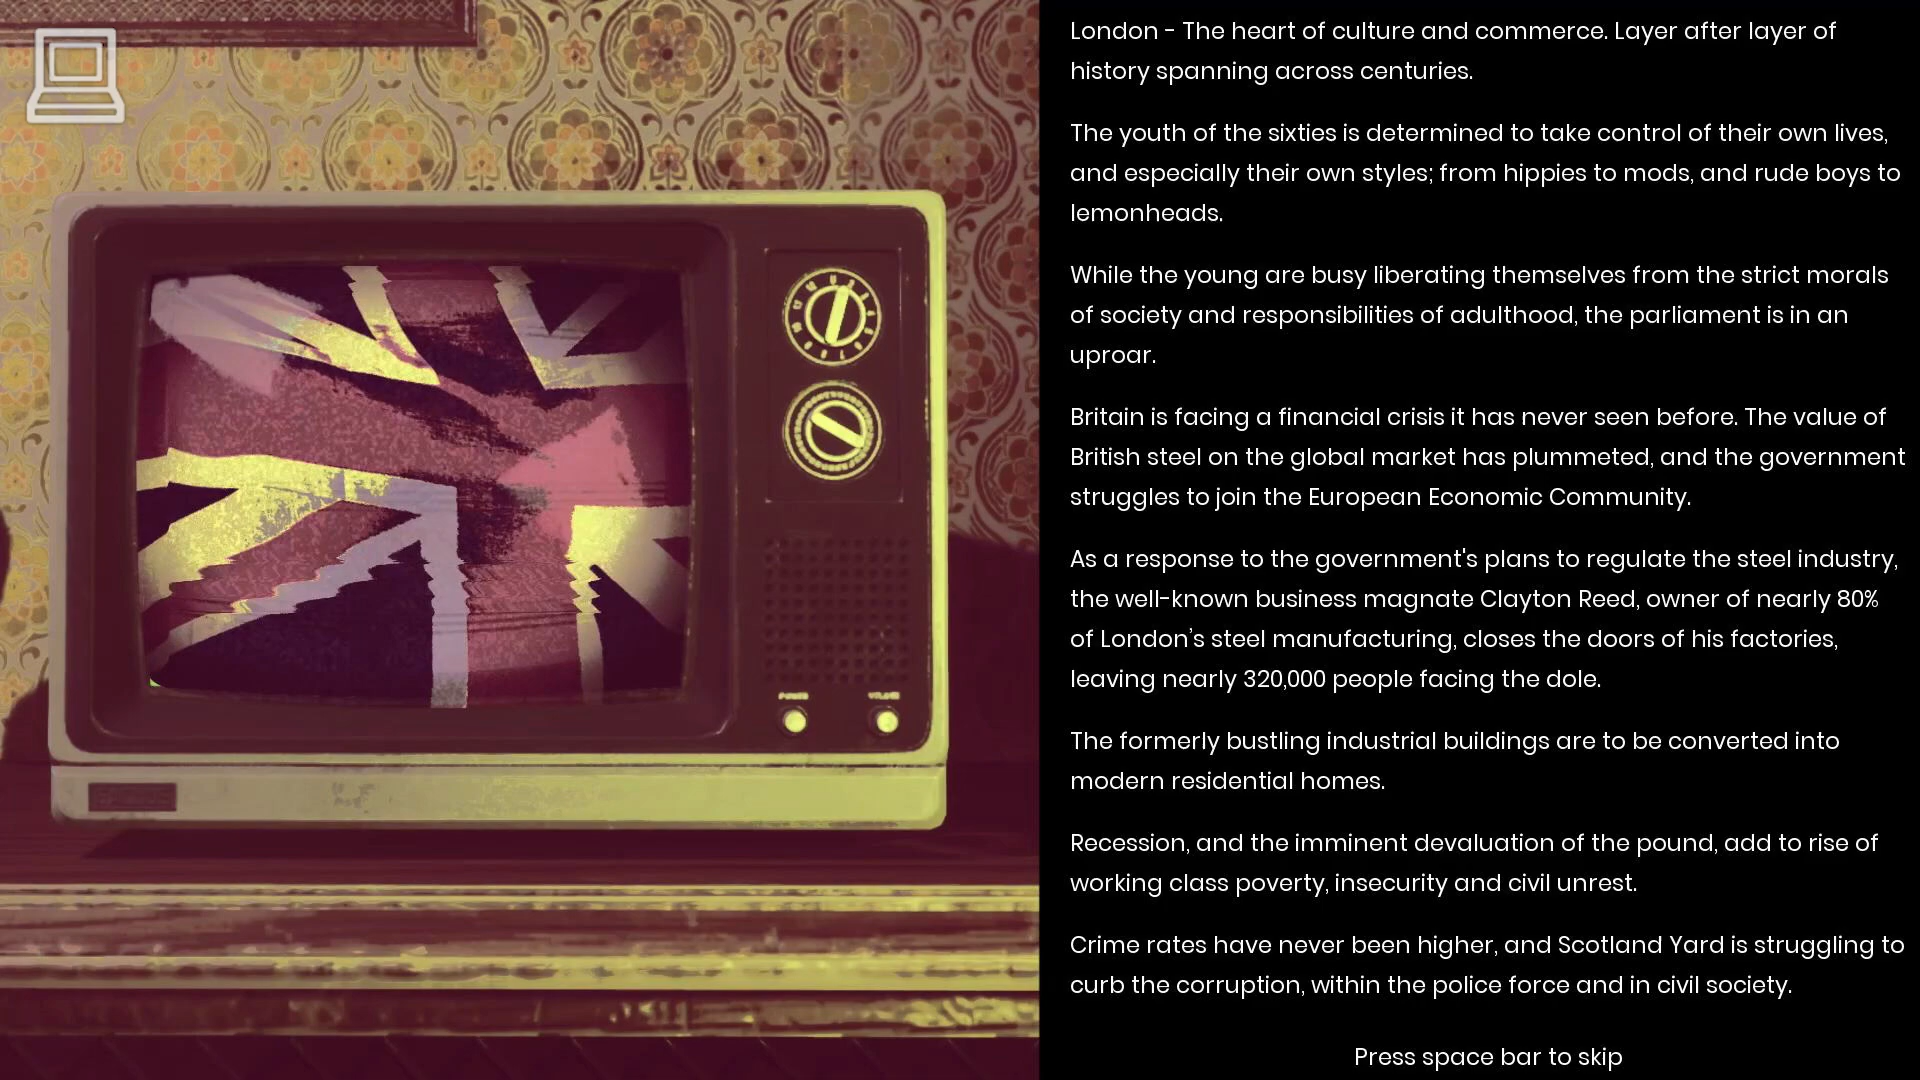 London - The heart of culture and commerce. Layer after layer of
history spanning across centuries.
The youth of the sixties is determined to take control of their own lives,
and especially their own styles; from hippies to mods, and rude boys to
lemonheads.
While the young are busy liberating themselves from the strict morals
of society and responsibilities of adulthood, the parliament is in an
uproar.
Britain is facing a financial crisis it has never seen before. The value of
British steel on the global market has plummeted, and the government
struggles to join the European Economic Community.
As a response to the government's plans to regulate the steel industry,
the well-known business magnate Clayton Reed, owner of nearly 80%
of London’s steel manufacturing, closes the doors of his factories,
leaving nearly 320,000 people facing the dole.
The formerly bustling industrial buildings are to be converted into
modern residential homes.
Recession, and the imminent devaluation of the pound, add to rise of
working class poverty, insecurity and civil unrest.
Crime rates have never been higher, and Scotland Yard is struggling to
curb the corruption, within the police force and in civil society.
Press space bar to skip